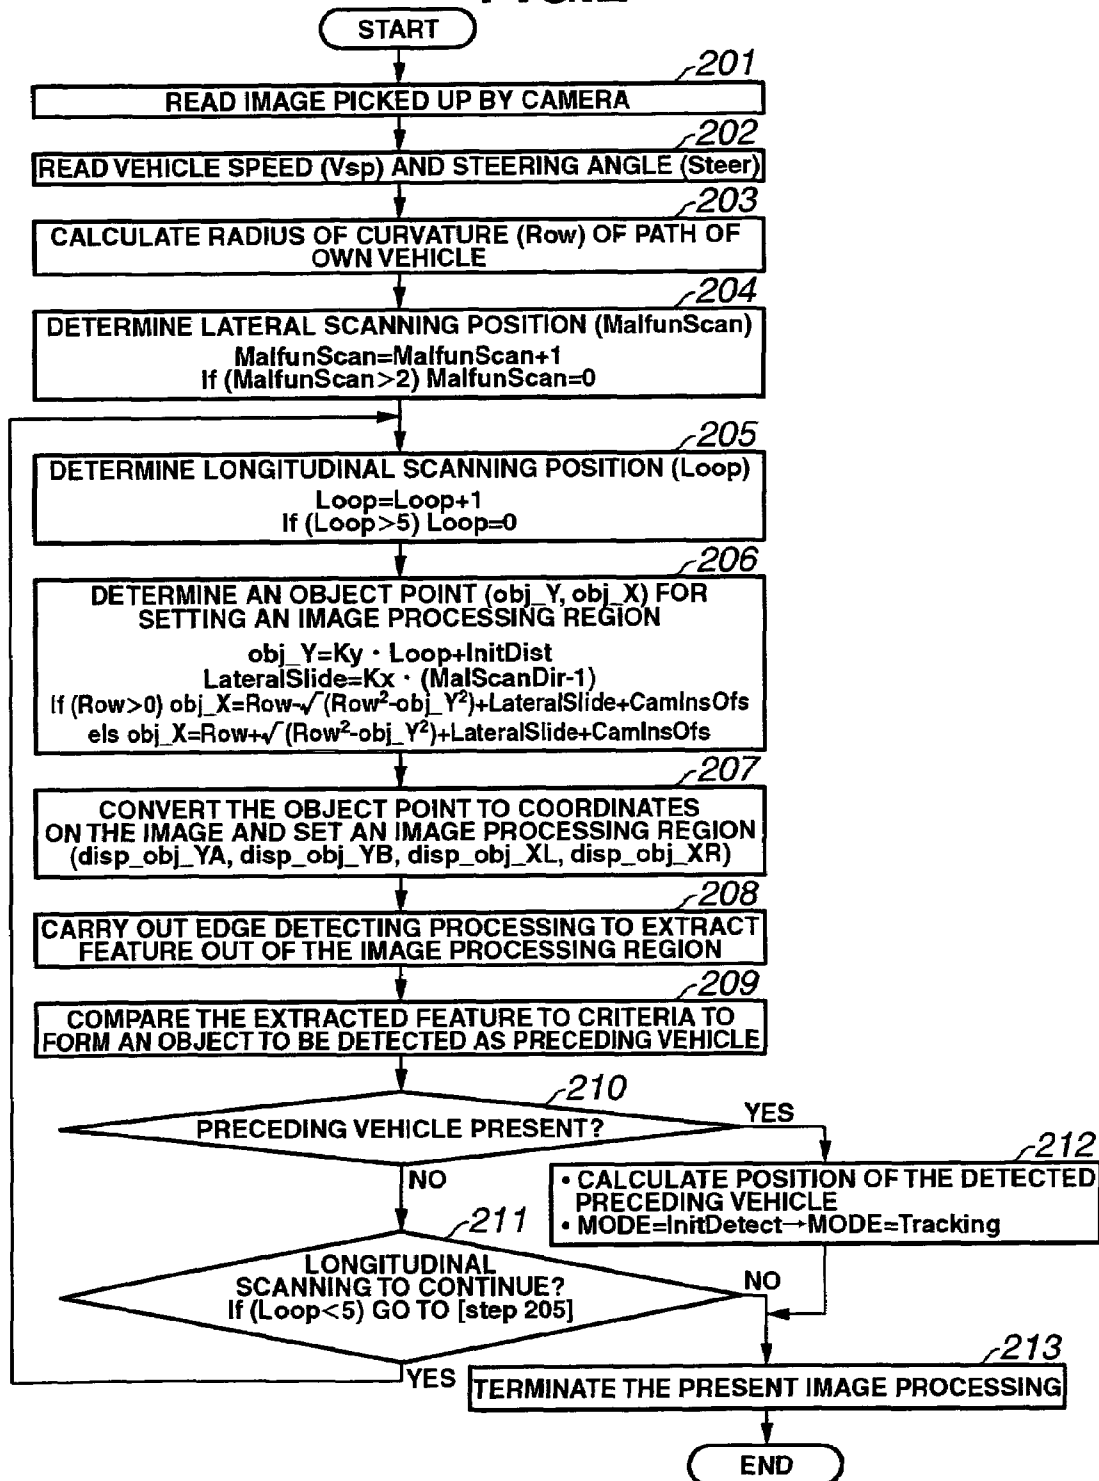 START
201
READ IMAGE PICKED UP BY CAMERA
202
READ VEHICLE SPEED (Vsp) AND STEERING ANGLE (Steer)
203
CALCULATE RADIUS OF CURVATURE (Row) OF PATH OF
OWN VEHICLE
204
DETERMINE LATERAL SCANNING POSITION (MalfunScan)
MalfunScan=MalfunScan+1
If (MalfunScan>2) MalfunScan=0
205
DETERMINE LONGITUDINAL SCANNING POSITION (Loop)
Loop=Loop+1
If (Loop>5) Loop=0
206
DETERMINE AN OBJECT POINT (obj_Y, obj_X) FOR
SETTING AN IMAGE PROCESSING REGION
obj_Y=Ky · Loop+InitDist
LateralSlide=Kx · (MalScanDir-1)
If (Row>0) obj_X=Row-√(Row²-obj_Y²)+LateralSlide+CamInsOfs
els obj_X=Row+√(Row²-obj_Y²)+LateralSlide+CamInsOfs
207
CONVERT THE OBJECT POINT TO COORDINATES
ON THE IMAGE AND SET AN IMAGE PROCESSING REGION
(disp_obj_YA, disp_obj_YB, disp_obj_XL, disp_obj_XR)
208
CARRY OUT EDGE DETECTING PROCESSING TO EXTRACT
FEATURE OUT OF THE IMAGE PROCESSING REGION
209
COMPARE THE EXTRACTED FEATURE TO CRITERIA TO
FORM AN OBJECT TO BE DETECTED AS PRECEDING VEHICLE
210
PRECEDING VEHICLE PRESENT?
YES
NO
212
• CALCULATE POSITION OF THE DETECTED
PRECEDING VEHICLE
• MODE=InitDetect→MODE=Tracking
211
LONGITUDINAL
SCANNING TO CONTINUE?
If (Loop<5) GO TO [step 205]
NO
YES
213
TERMINATE THE PRESENT IMAGE PROCESSING
END